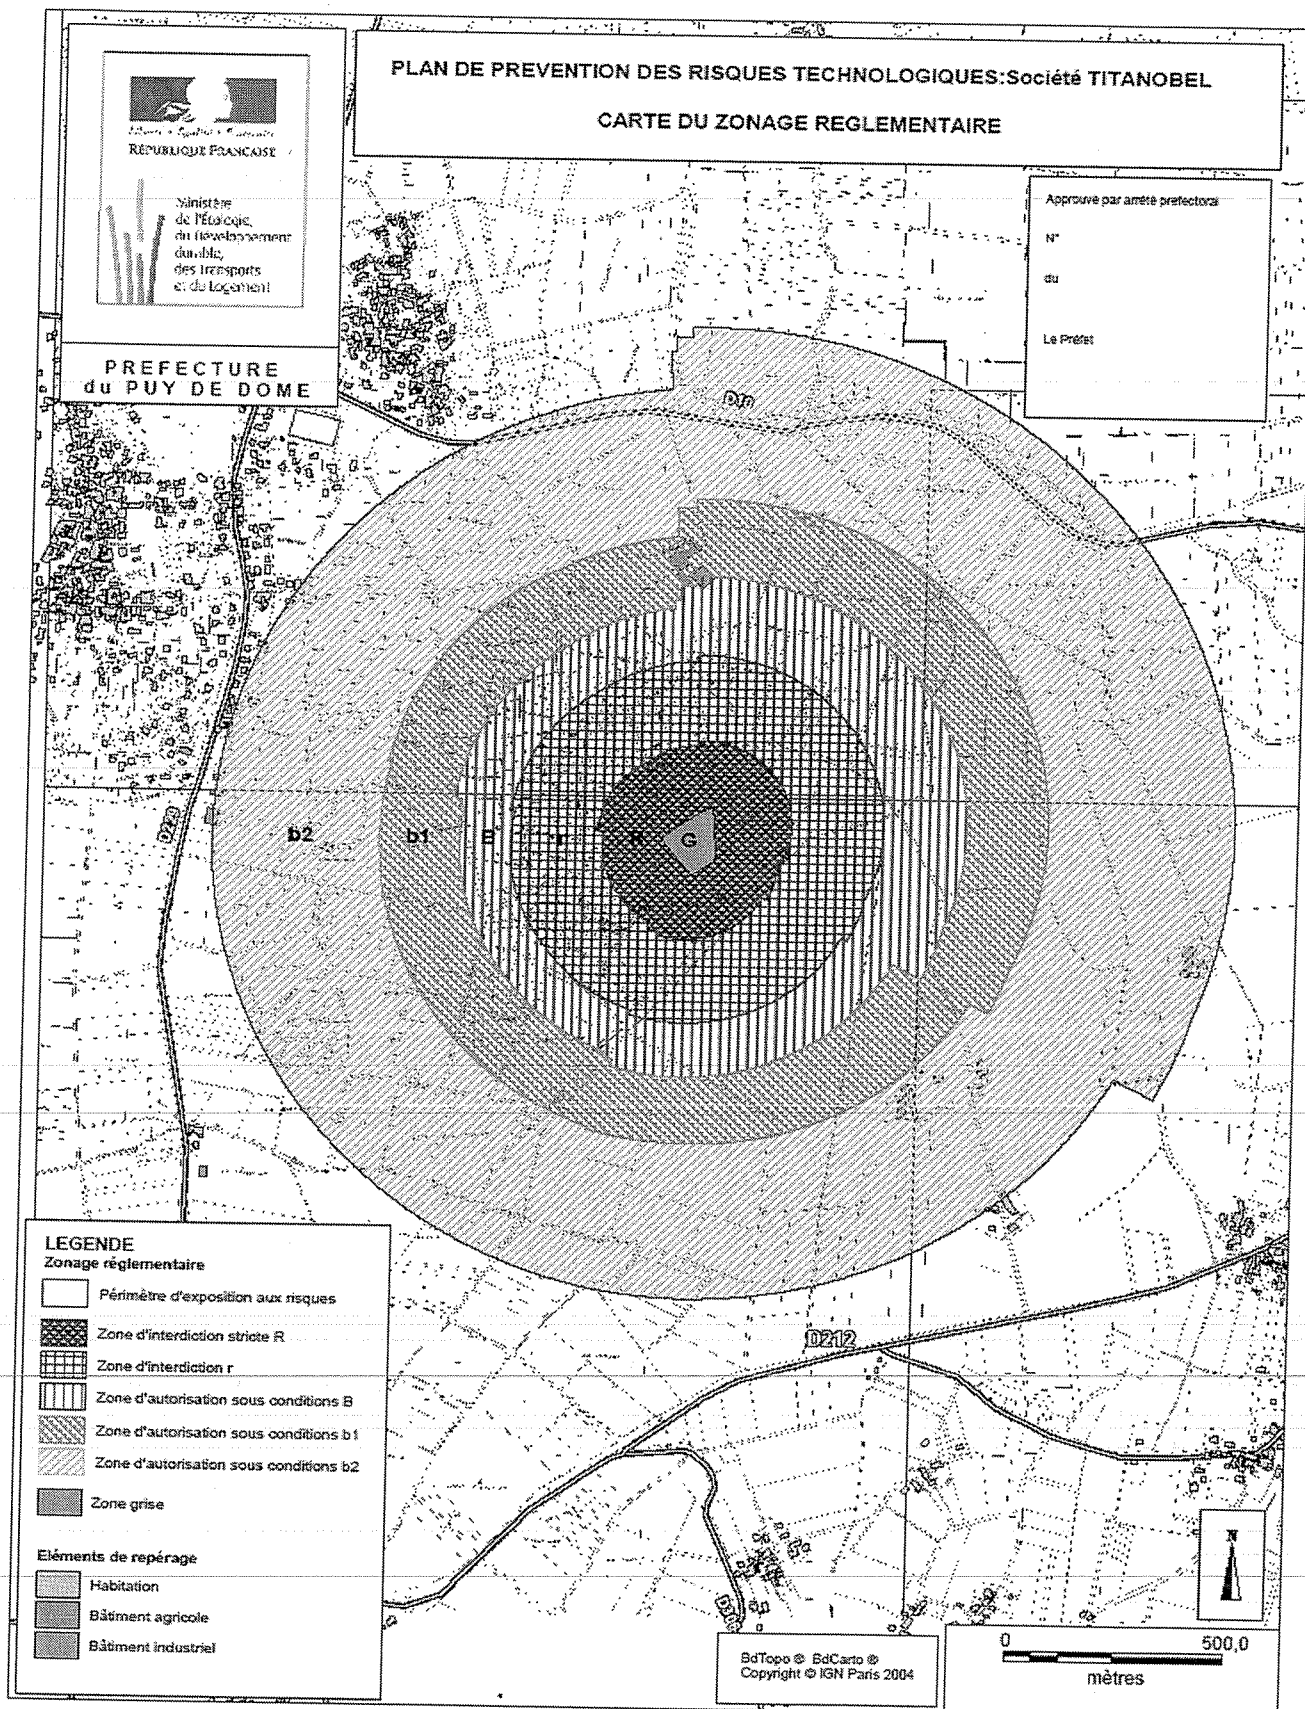 PLAN DE PREVENTION DES RISQUES TECHNOLOGIQUES:Société TITANOBEL
CARTE DU ZONAGE REGLEMENTAIRE
RÉPUBLIQUE FRANÇAISE
Ministère
de l'Écologie,
du Développement
durable,
des Transports
et du Logement
PREFECTURE
du PUY DE DOME
Approuvé par arrêté préfectoral
N°
du
Le Préfet
D223
b2
b1
B
r
R
G
D212
LEGENDE
Zonage réglementaire
Périmètre d'exposition aux risques
Zone d'interdiction stricte R
Zone d'interdiction r
Zone d'autorisation sous conditions B
Zone d'autorisation sous conditions b1
Zone d'autorisation sous conditions b2
Zone grise
Eléments de repérage
Habitation
Bâtiment agricole
Bâtiment industriel
N
BdTopo © BdCarto ©
Copyright © IGN Paris 2004
0 500,0
mètres